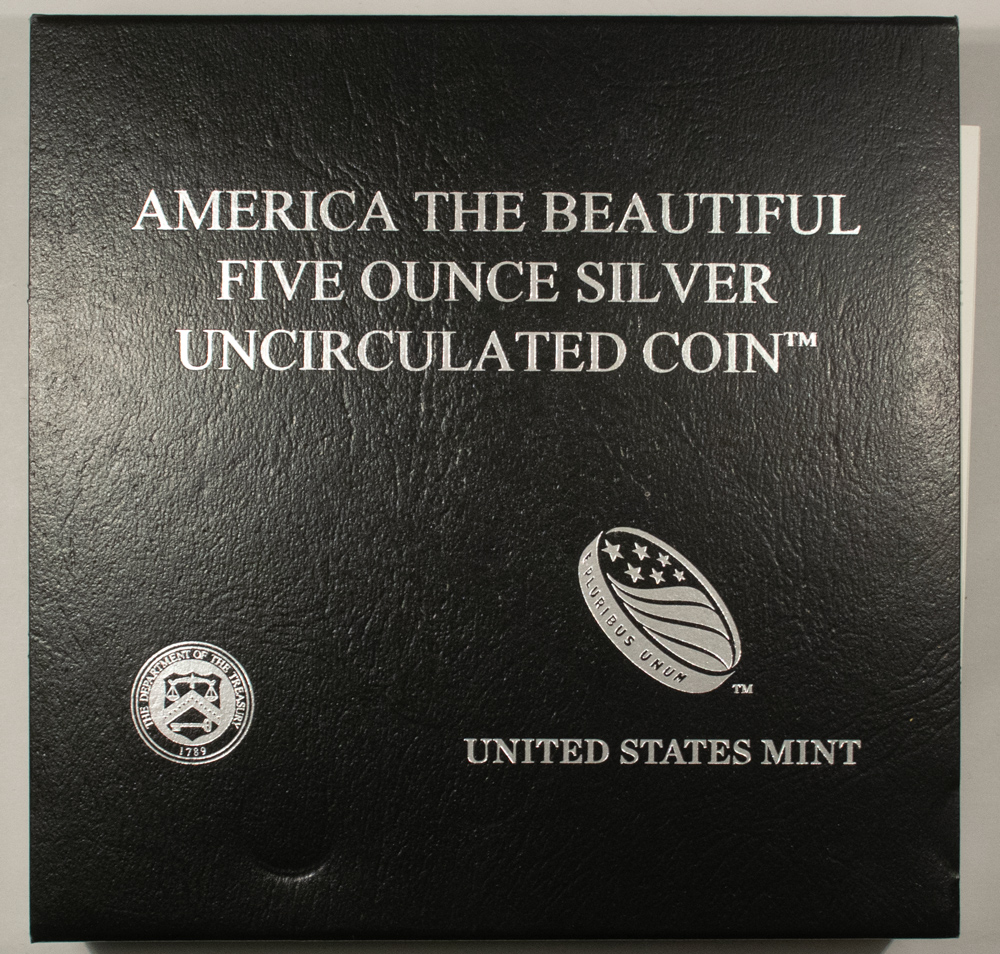 AMERICA THE BEAUTIFUL
FIVE OUNCE SILVER
UNCIRCULATED COIN™
E PLURIBUS UNUM
TM
THE DEPARTMENT OF THE TREASURY
1789
UNITED STATES MINT